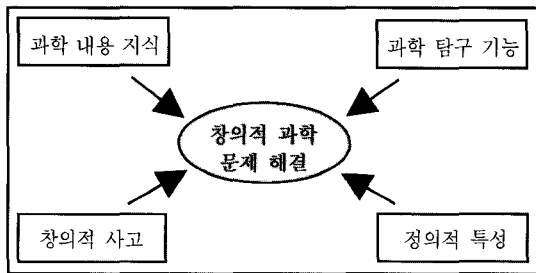 과학 내용 지식
과학 탐구 기능
창의적 과학
문제 해결
창의적 사고
정의적 특성